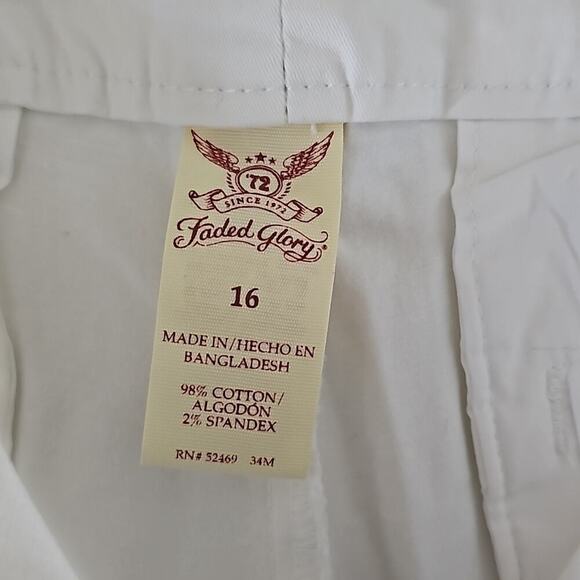 '72
SINCE 1972
Faded Glory®
16
MADE IN/HECHO EN
BANGLADESH
98% COTTON/
ALGODÓN
2% SPANDEX
RN# 52469 34M